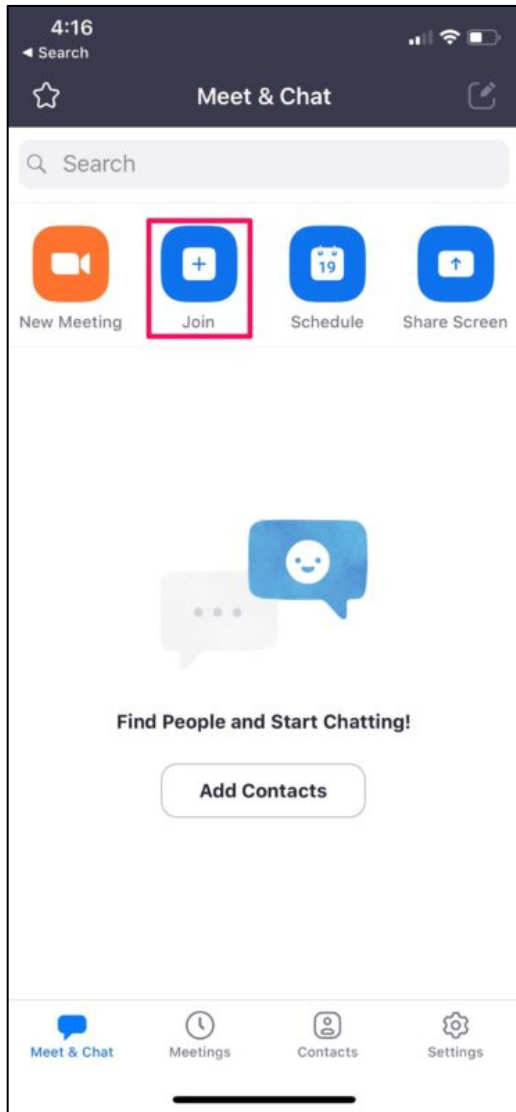 4:16
◀ Search
Meet & Chat
Search
New Meeting
Join
19
Schedule
Share Screen
Find People and Start Chatting!
Add Contacts
Meet & Chat
Meetings
Contacts
Settings